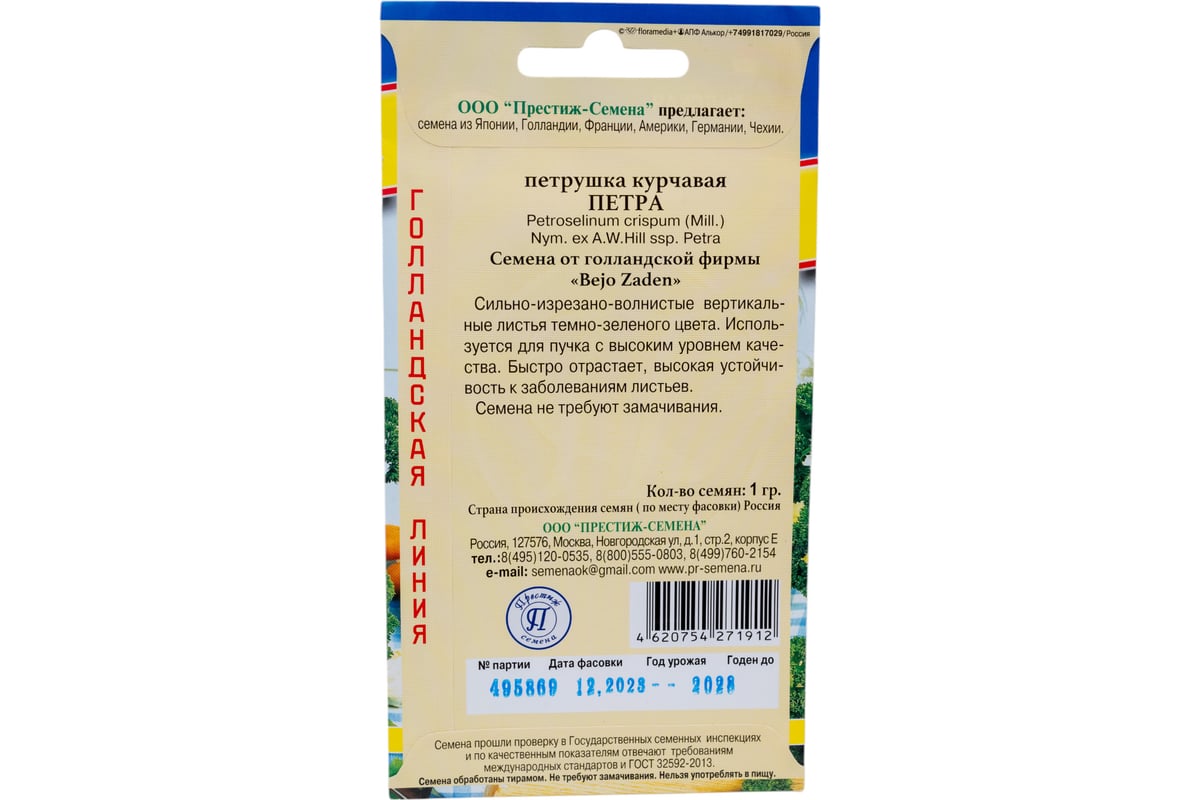 © floramedia+ АПФ Алькор/+74991817029/Россия
ООО “Престиж-Семена” предлагает:
семена из Японии, Голландии, Франции, Америки, Германии, Чехии.
ГОЛЛАНДСКАЯ ЛИНИЯ
петрушка курчавая
ПЕТРА
Petroselinum crispum (Mill.)
Nym. ex A.W.Hill ssp. Petra
Семена от голландской фирмы
«Bejo Zaden»
Сильно-изрезано-волнистые вертикаль-
ные листья темно-зеленого цвета. Исполь-
зуется для пучка с высоким уровнем каче-
ства. Быстро отрастает, высокая устойчи-
вость к заболеваниям листьев.
Семена не требуют замачивания.
Кол-во семян: 1 гр.
Страна происхождения семян ( по месту фасовки) Россия
ООО “ПРЕСТИЖ-СЕМЕНА”
Россия, 127576, Москва, Новгородская ул, д.1, стр.2, корпус Е
тел.:8(495)120-0535, 8(800)555-0803, 8(499)760-2154
e-mail: semenaok@gmail.com www.pr-semena.ru
Престиж
П
семена
4 620754 271912
№ партии Дата фасовки Год урожая Годен до
495869 12,2023-- 2028
Семена прошли проверку в Государственных семенных инспекциях
и по качественным показателям отвечают требованиям
международных стандартов и ГОСТ 32592-2013.
Семена обработаны тирамом. Не требуют замачивания. Нельзя употреблять в пищу.